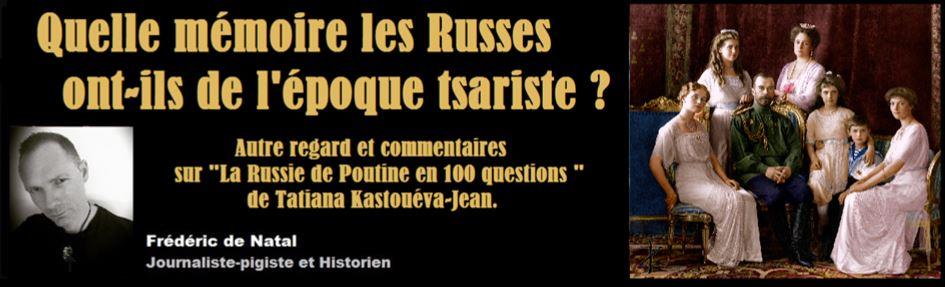 Quelle mémoire les Russes
ont-ils de l'époque tsariste ?
Autre regard et commentaires
sur "La Russie de Poutine en 100 questions "
de Tatiana Kastouéva-Jean.
Frédéric de Natal
Journaliste-pigiste et Historien